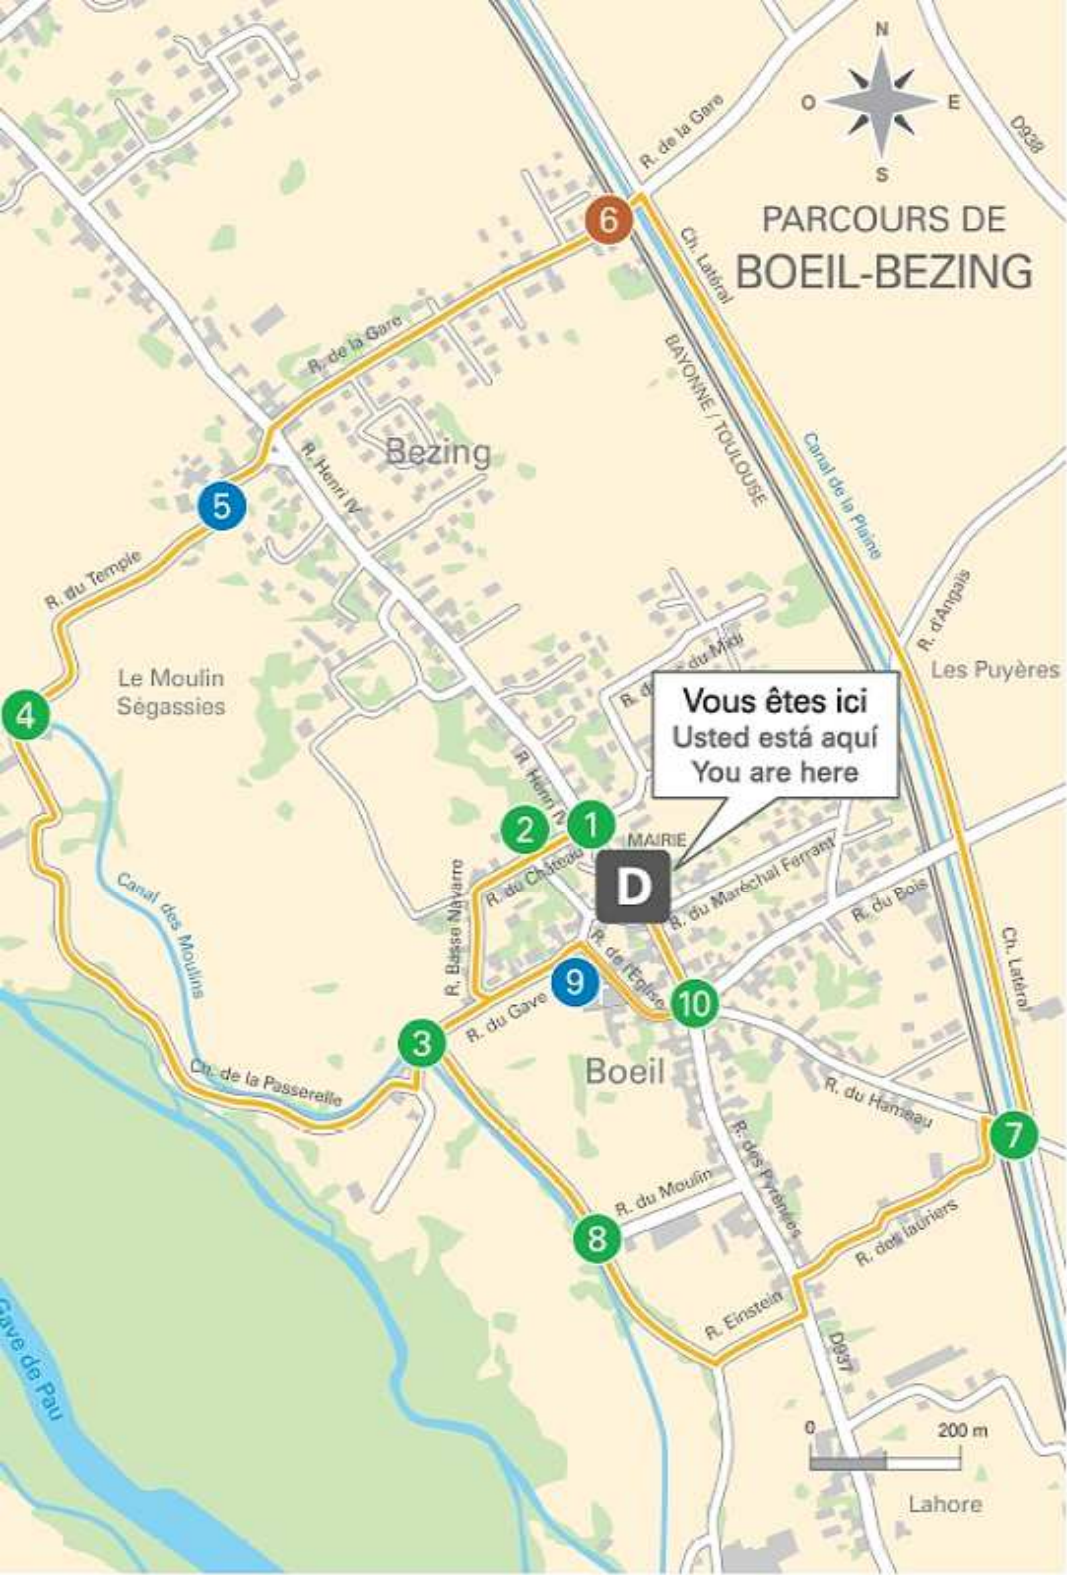 N
O
E
S
D938
R. de la Gare
PARCOURS DE
BOEIL-BEZING
6
Ch. Latéral
R. de la Gare
BAYONNE / TOULOUSE
Bezing
R. Henri IV
Canal de la Plaine
5
R. du Temple
R. d'Angaïs
Les Puyères
Le Moulin
Ségassies
R. d
du Midi
4
Vous êtes ici
Usted está aquí
You are here
R. Henri IV
2
1
MAIRIE
R. du Château
D
R. du Maréchal Ferrant
R. du Bois
Canal des Moulins
R. Basse Navarre
R. de l'Église
9
10
Ch. Latéral
R. du Gave
3
Boeil
Ch. de la Passerelle
R. du Hameau
7
R. des Pyrénées
R. du Moulin
8
R. des lauriers
R. Einstein
D937
Gave de Pau
0
200 m
Lahore